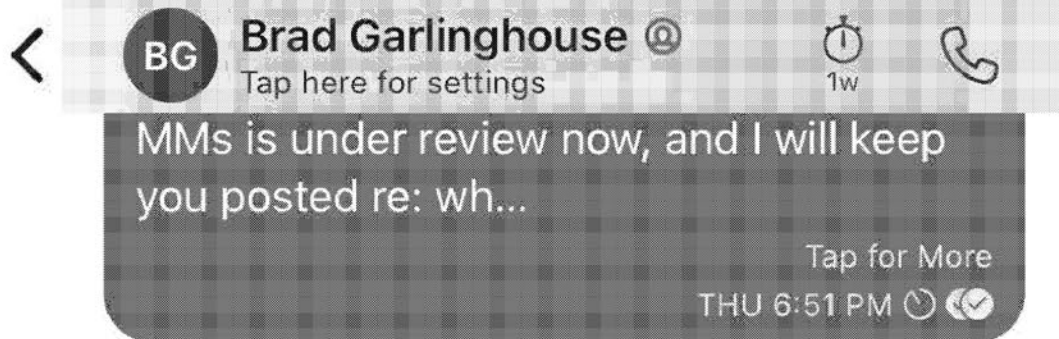 BG
Brad Garlinghouse
Tap here for settings
1w
MMs is under review now, and I will keep
you posted re: wh...
Tap for More
THU 6:51 PM